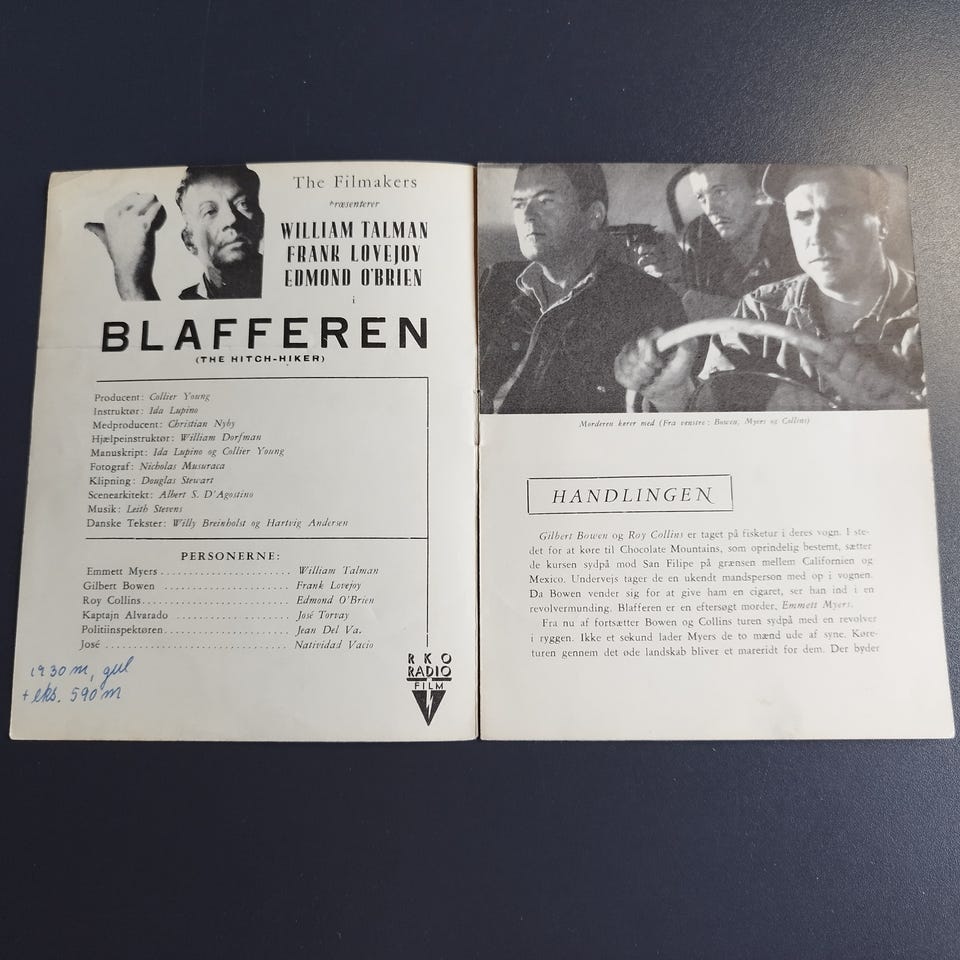 The Filmakers
præsenterer
WILLIAM TALMAN
FRANK LOVEJOY
EDMOND O'BRIEN
i
BLAFFEREN
(THE HITCH-HIKER)
Producent: Collier Young
Instruktør: Ida Lupino
Medproducent: Christian Nyby
Hjælpeinstruktør: William Dorfman
Manuskript: Ida Lupino og Collier Young
Fotograf: Nicholas Musuraca
Klipning: Douglas Stewart
Scenearkitekt: Albert S. D'Agostino
Musik: Leith Stevens
Danske Tekster: Willy Breinholst og Hartvig Andersen
PERSONERNE:
Emmett Myers ........................ William Talman
Gilbert Bowen ........................ Frank Lovejoy
Roy Collins ........................ Edmond O'Brien
Kaptajn Alvarado ........................ José Torvay
Politiinspektøren ........................ Jean Del Va.
José ........................ Natividad Vacio
1930 m, gul
+ eks. 590 m
RKO
RADIO
FILM
Morderen kører med (Fra venstre: Bowen, Myers og Collins)
HANDLINGEN
Gilbert Bowen og Roy Collins er taget på fisketur i deres vogn. I ste-
det for at køre til Chocolate Mountains, som oprindelig bestemt, sætter
de kursen sydpå mod San Filipe på grænsen mellem Californien og
Mexico. Undervejs tager de en ukendt mandsperson med op i vognen.
Da Bowen vender sig for at give ham en cigaret, ser han ind i en
revolvermunding. Blafferen er en eftersøgt morder, Emmett Myers.
Fra nu af fortsætter Bowen og Collins turen sydpå med en revolver
i ryggen. Ikke et sekund lader Myers de to mænd ude af syne. Køre-
turen gennem det øde landskab bliver et mareridt for dem. Der byder